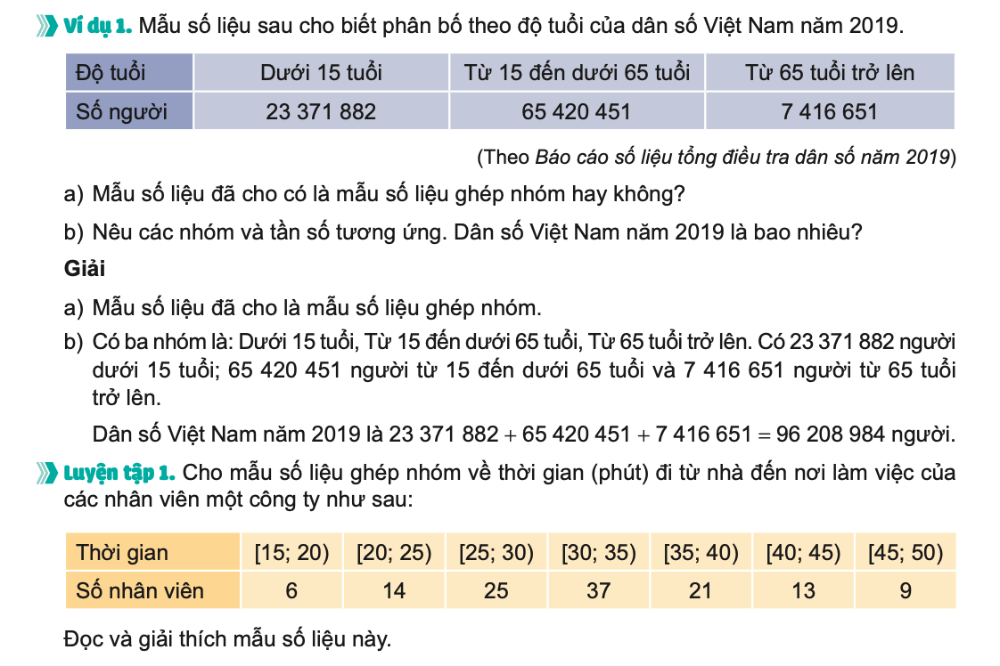 Ví dụ 1. Mẫu số liệu sau cho biết phân bố theo độ tuổi của dân số Việt Nam năm 2019.
Độ tuổi Dưới 15 tuổi Từ 15 đến dưới 65 tuổi Từ 65 tuổi trở lên
Số người 23 371 882 65 420 451 7 416 651
(Theo Báo cáo số liệu tổng điều tra dân số năm 2019)
a) Mẫu số liệu đã cho có là mẫu số liệu ghép nhóm hay không?
b) Nêu các nhóm và tần số tương ứng. Dân số Việt Nam năm 2019 là bao nhiêu?
Giải
a) Mẫu số liệu đã cho là mẫu số liệu ghép nhóm.
b) Có ba nhóm là: Dưới 15 tuổi, Từ 15 đến dưới 65 tuổi, Từ 65 tuổi trở lên. Có 23 371 882 người
dưới 15 tuổi; 65 420 451 người từ 15 đến dưới 65 tuổi và 7 416 651 người từ 65 tuổi
trở lên.
Dân số Việt Nam năm 2019 là 23 371 882 + 65 420 451 + 7 416 651 = 96 208 984 người.
Luyện tập 1. Cho mẫu số liệu ghép nhóm về thời gian (phút) đi từ nhà đến nơi làm việc của
các nhân viên một công ty như sau:
Thời gian [15; 20) [20; 25) [25; 30) [30; 35) [35; 40) [40; 45) [45; 50)
Số nhân viên 6 14 25 37 21 13 9
Đọc và giải thích mẫu số liệu này.